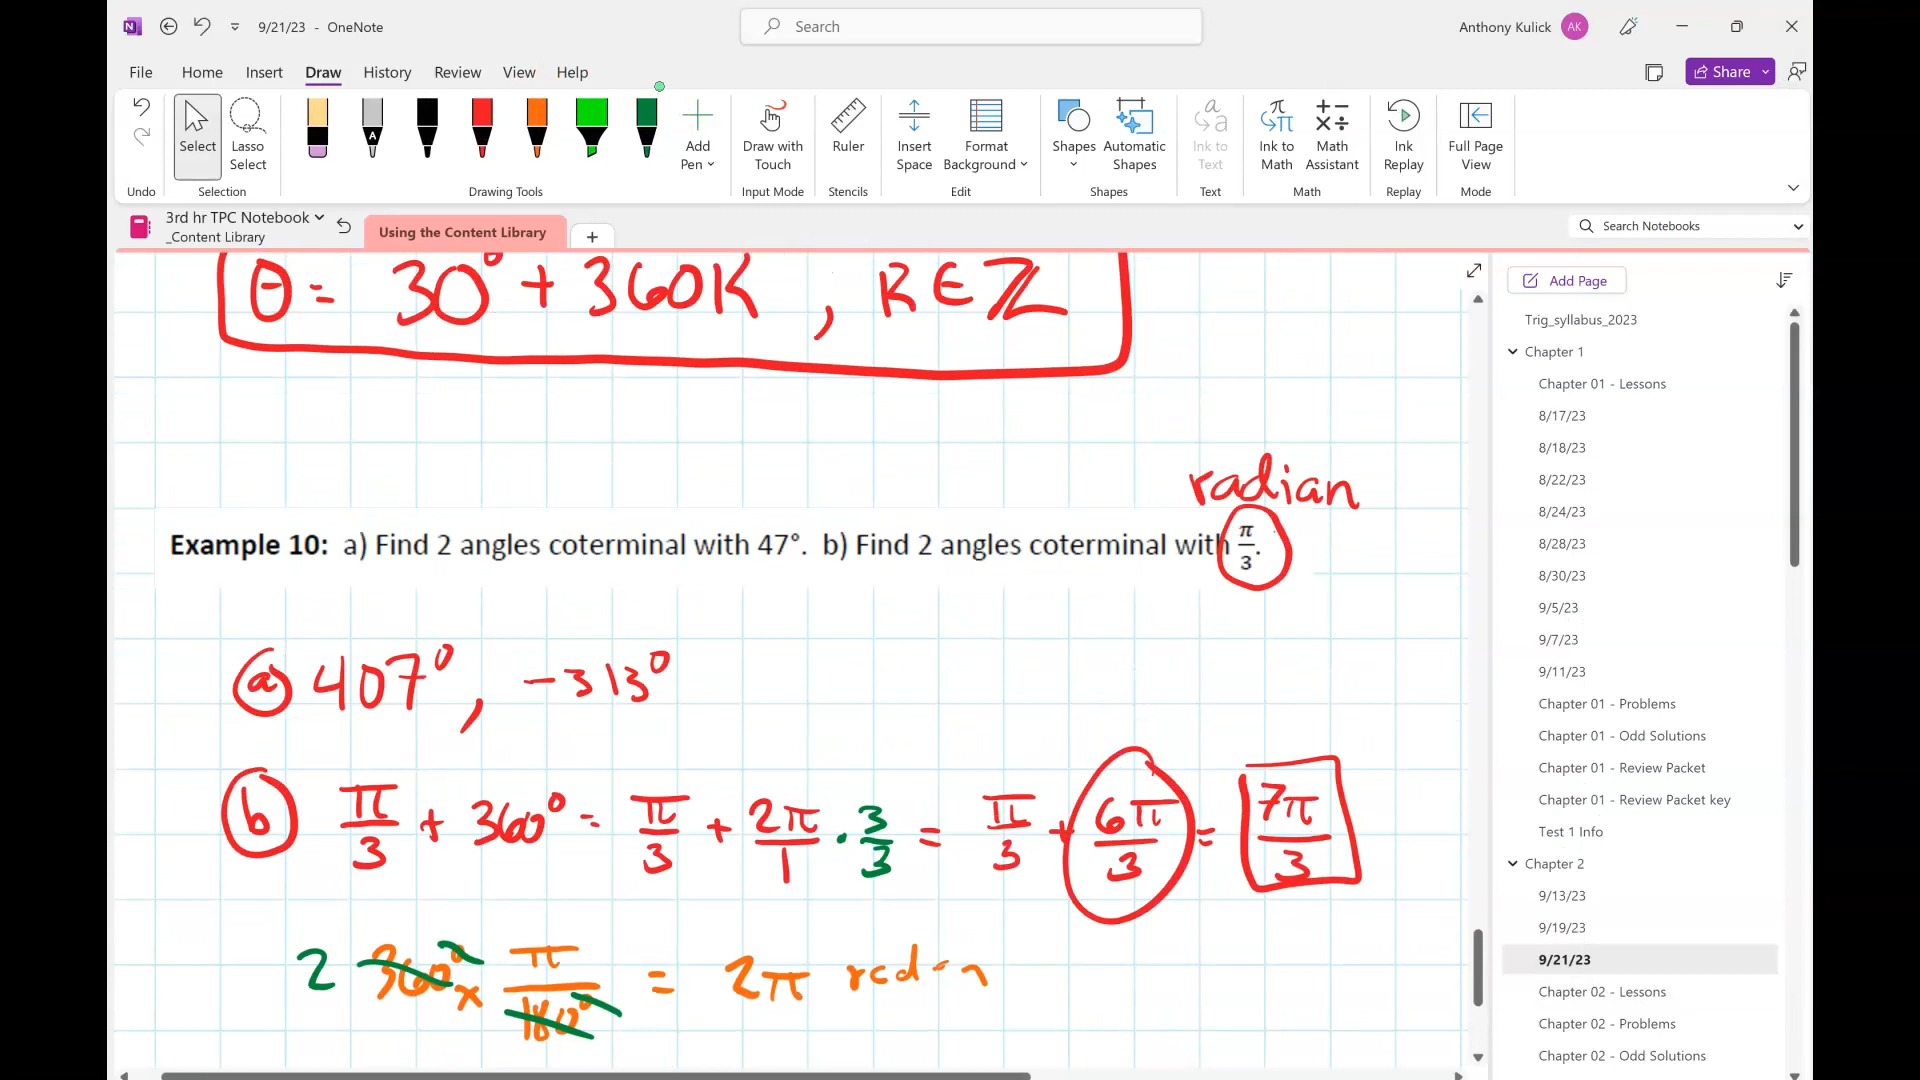 9/21/23 - OneNote
Search
Anthony Kulick AK
File Home Insert Draw History Review View Help
Share
Select
Lasso Select
A
Add Pen
Draw with Touch
Ruler
Insert Space
Format Background
Shapes
Automatic Shapes
Ink to Text
Ink to Math
Math Assistant
Ink Replay
Full Page View
Undo Selection Drawing Tools Input Mode Stencils Edit Shapes Text Math Replay Mode
3rd hr TPC Notebook
_Content Library
Using the Content Library
Search Notebooks
θ = 30° + 360K , K ∈ ℤ
radian
Example 10: a) Find 2 angles coterminal with 47°. b) Find 2 angles coterminal with π/3.
(a) 407° , -313°
(b) π/3 + 360° = π/3 + 2π/1 · 3/3 = π/3 + 6π/3 = 7π/3
2 360° x π/180° = 2π
Add Page
Trig_syllabus_2023
Chapter 1
Chapter 01 - Lessons
8/17/23
8/18/23
8/22/23
8/24/23
8/28/23
8/30/23
9/5/23
9/7/23
9/11/23
Chapter 01 - Problems
Chapter 01 - Odd Solutions
Chapter 01 - Review Packet
Chapter 01 - Review Packet key
Test 1 Info
Chapter 2
9/13/23
9/19/23
9/21/23
Chapter 02 - Lessons
Chapter 02 - Problems
Chapter 02 - Odd Solutions